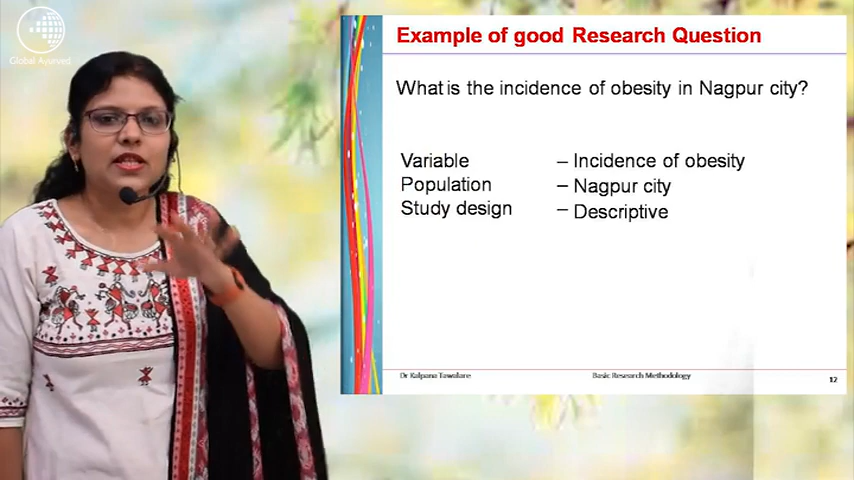 Global Ayurved
Example of good Research Question
What is the incidence of obesity in Nagpur city?
Variable – Incidence of obesity
Population – Nagpur city
Study design – Descriptive
Dr Kalpana Tawalare Basic Research Methodology 12